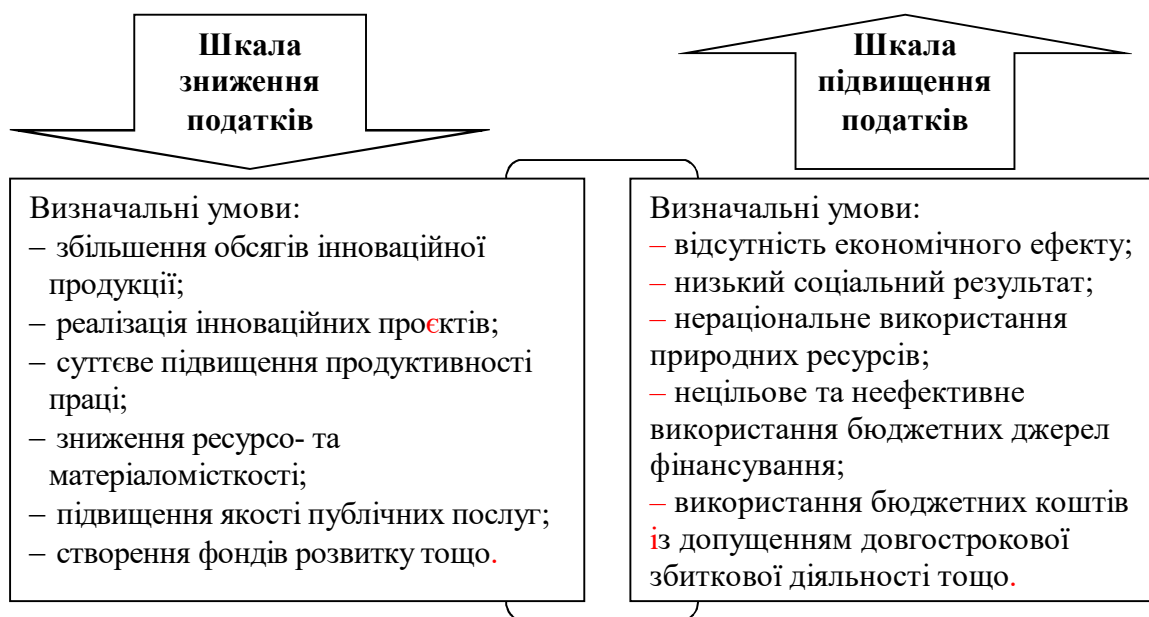 Шкала
зниження
податків
Визначальні умови:
– збільшення обсягів інноваційної
продукції;
– реалізація інноваційних проєктів;
– суттєве підвищення продуктивності
праці;
– зниження ресурсо- та
матеріаломісткості;
– підвищення якості публічних послуг;
– створення фондів розвитку тощо.
Шкала
підвищення
податків
Визначальні умови:
– відсутність економічного ефекту;
– низький соціальний результат;
– нераціональне використання
природних ресурсів;
– нецільове та неефективне
використання бюджетних джерел
фінансування;
– використання бюджетних коштів
із допущенням довгострокової
збиткової діяльності тощо.